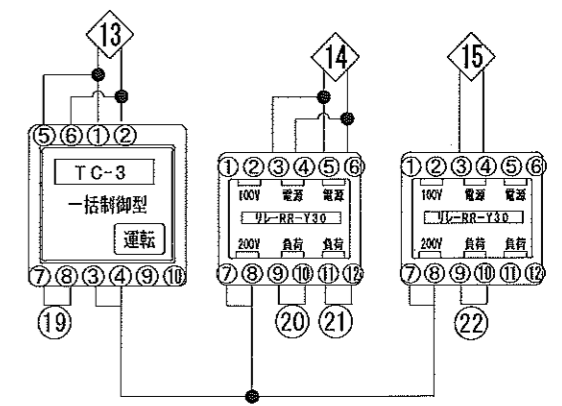 13
14
15
⑤⑥①②
TC-3
一括制御型
運転
⑦⑧③④⑨⑩
①②③④⑤⑥
100V 電源 電源
リレーRR-Y30
200V 負荷 負荷
⑦⑧⑨⑩⑪⑫
①②③④⑤⑥
100V 電源 電源
リレーRR-Y30
200V 負荷 負荷
⑦⑧⑨⑩⑪⑫
⑲
⑳
㉑
㉒